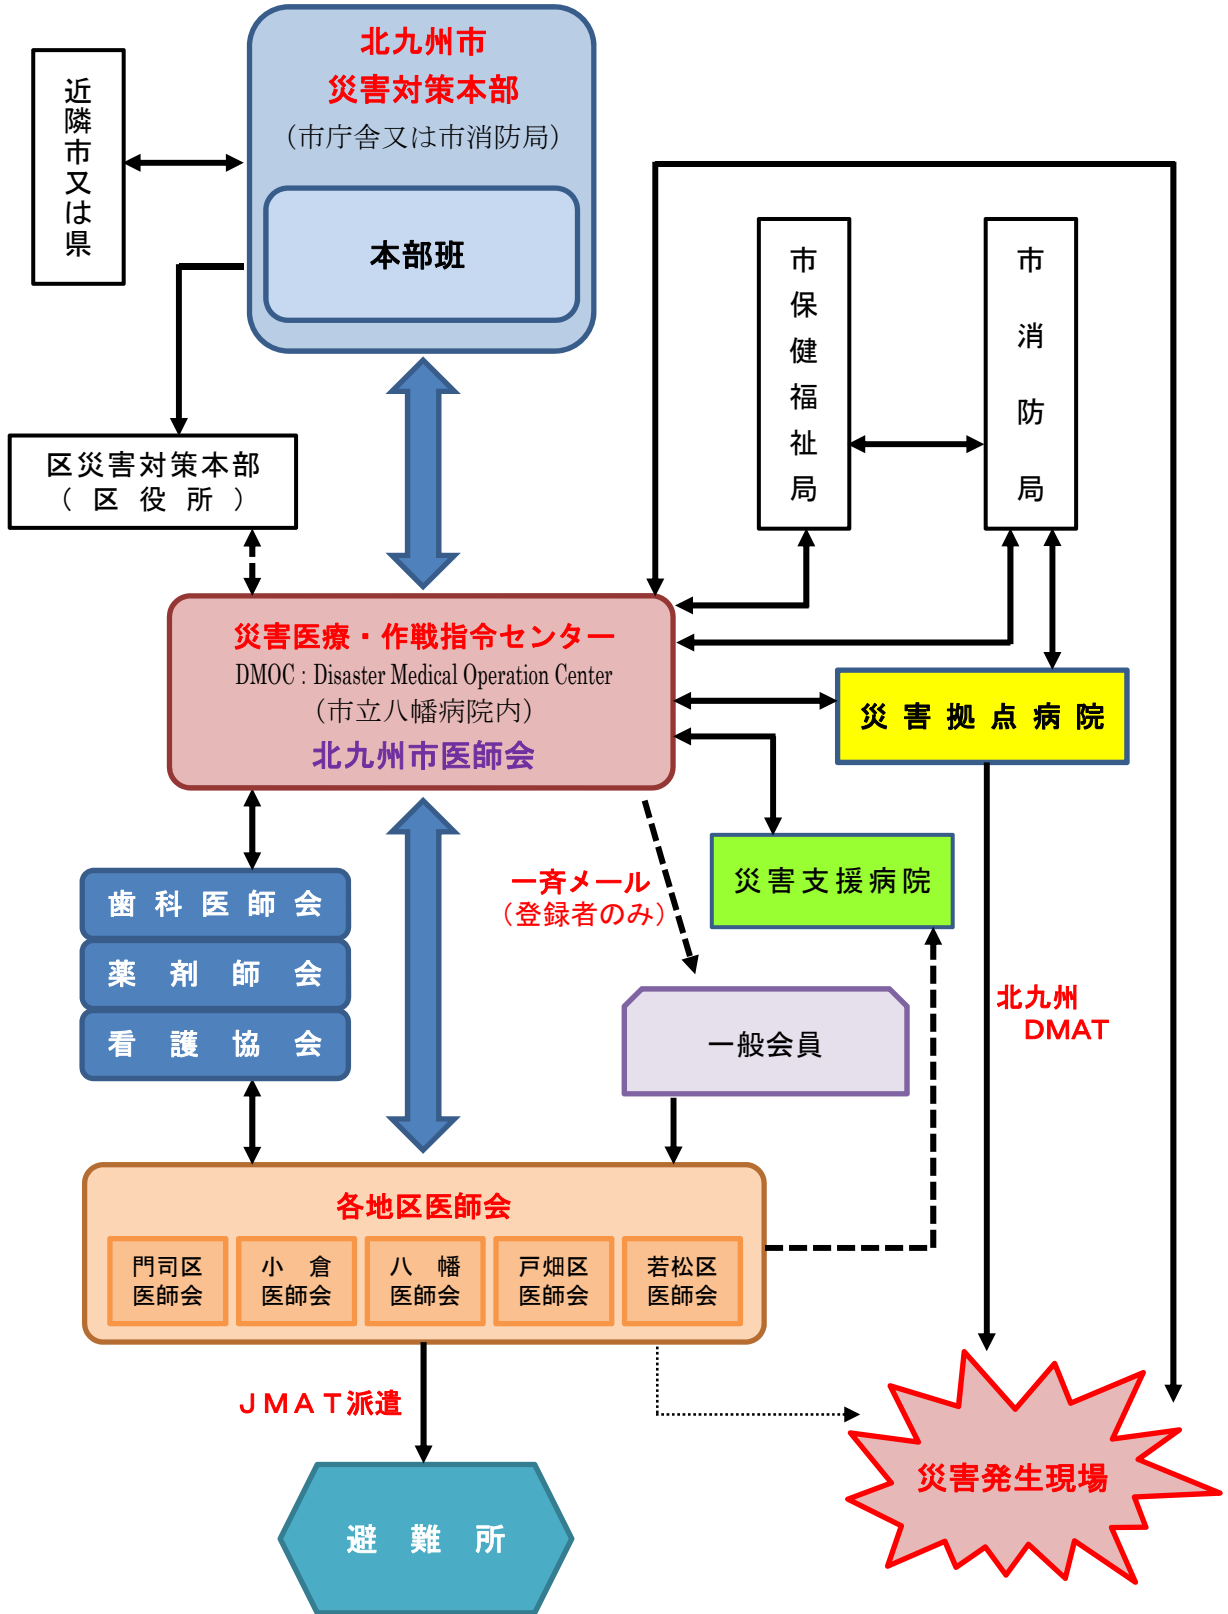 北九州市
災害対策本部
（市庁舎又は市消防局）
本部班
近隣市又は県
市保健福祉局
市消防局
区災害対策本部
（区役所）
災害医療・作戦指令センター
DMOC : Disaster Medical Operation Center
（市立八幡病院内）
北九州市医師会
災害拠点病院
災害支援病院
歯科医師会
薬剤師会
看護協会
一斉メール
（登録者のみ）
一般会員
北九州
DMAT
各地区医師会
門司区
医師会
小倉
医師会
八幡
医師会
戸畑区
医師会
若松区
医師会
ＪＭＡＴ派遣
避難所
災害発生現場